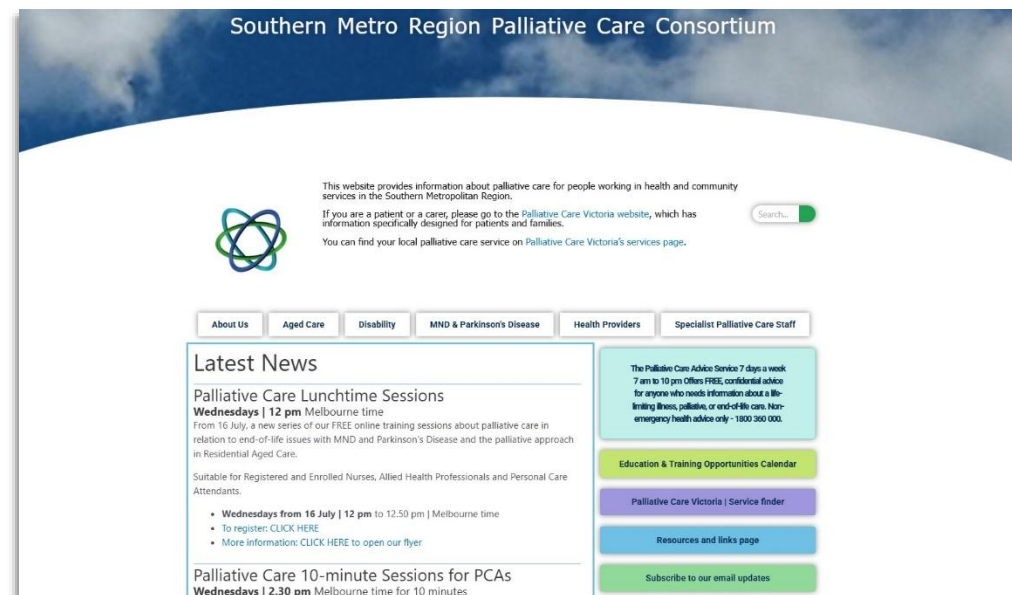 Southern Metro Region Palliative Care Consortium
This website provides information about palliative care for people working in health and community
services in the Southern Metropolitan Region.
If you are a patient or a carer, please go to the Palliative Care Victoria website, which has
information specifically designed for patients and families.
You can find your local palliative care service on Palliative Care Victoria's services page.
Search...
About Us
Aged Care
Disability
MND & Parkinson's Disease
Health Providers
Specialist Palliative Care Staff
Latest News
Palliative Care Lunchtime Sessions
Wednesdays | 12 pm Melbourne time
From 16 July, a new series of our FREE online training sessions about palliative care in
relation to end-of-life issues with MND and Parkinson's Disease and the palliative approach
in Residential Aged Care.
Suitable for Registered and Enrolled Nurses, Allied Health Professionals and Personal Care
Attendants.
• Wednesdays from 16 July | 12 pm to 12.50 pm | Melbourne time
• To register: CLICK HERE
• More information: CLICK HERE to open our flyer
Palliative Care 10-minute Sessions for PCAs
Wednesdays | 2.30 pm Melbourne time for 10 minutes
The Palliative Care Advice Service 7 days a week
7 am to 10 pm Offers FREE, confidential advice
for anyone who needs information about a life-
limiting illness, palliative, or end-of-life care. Non-
emergency health advice only - 1800 360 000.
Education & Training Opportunities Calendar
Palliative Care Victoria | Service finder
Resources and links page
Subscribe to our email updates